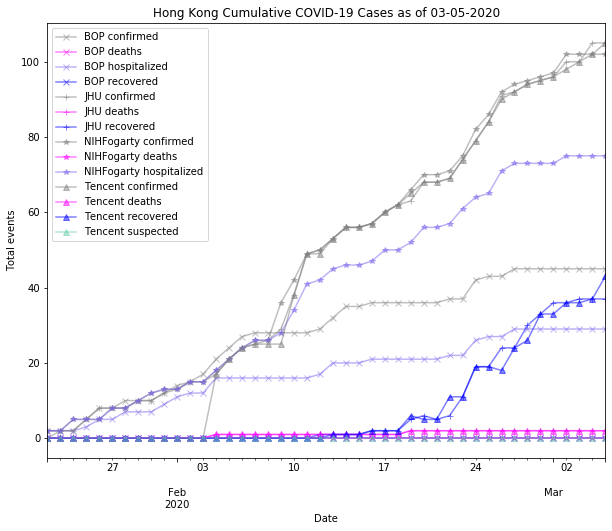 Hong Kong Cumulative COVID-19 Cases as of 03-05-2020
BOP confirmed
BOP deaths
BOP hospitalized
BOP recovered
JHU confirmed
JHU deaths
JHU recovered
NIHFogarty confirmed
NIHFogarty deaths
NIHFogarty hospitalized
Tencent confirmed
Tencent deaths
Tencent recovered
Tencent suspected
Total events
100
80
60
40
20
0
27 03 10 17 24 02
Feb Mar
2020
Date